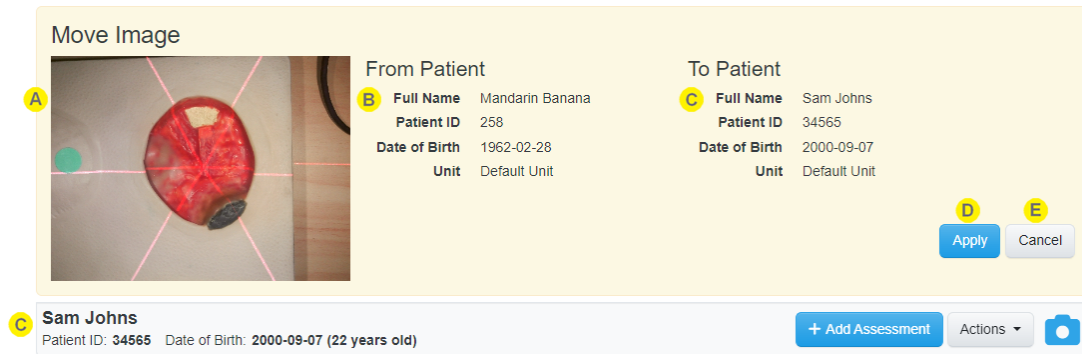 Move Image
A
From Patient
B Full Name Mandarin Banana
Patient ID 258
Date of Birth 1962-02-28
Unit Default Unit
To Patient
C Full Name Sam Johns
Patient ID 34565
Date of Birth 2000-09-07
Unit Default Unit
D E
Apply Cancel
C Sam Johns
Patient ID: 34565 Date of Birth: 2000-09-07 (22 years old)
+ Add Assessment Actions